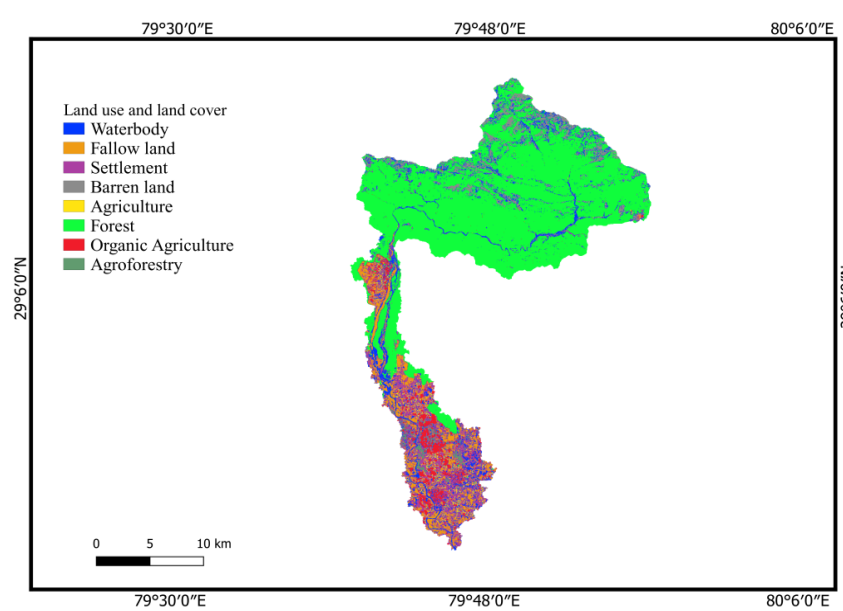 79°30′0″E 79°48′0″E 80°6′0″E
Land use and land cover
Waterbody
Fallow land
Settlement
Barren land
Agriculture
Forest
Organic Agriculture
Agroforestry
29°6′0″N
0 5 10 km
79°30′0″E 79°48′0″E 80°6′0″E